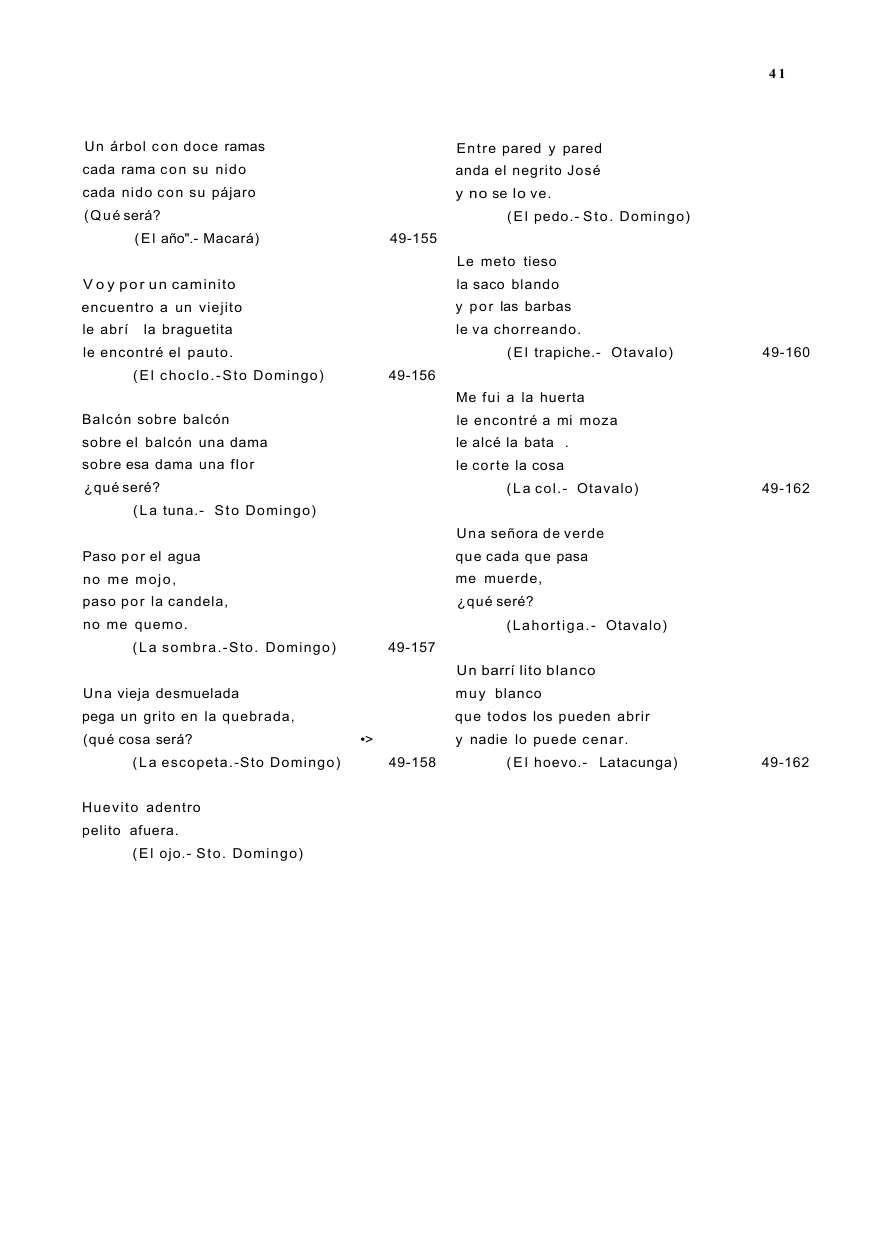 41
Un árbol con doce ramas
cada rama con su nido
cada nido con su pájaro
(Qué será?
(El año".- Macará) 49-155
Voy por un caminito
encuentro a un viejito
le abrí la braguetita
le encontré el pauto.
(El choclo.-Sto Domingo) 49-156
Balcón sobre balcón
sobre el balcón una dama
sobre esa dama una flor
¿qué seré?
(La tuna.- Sto Domingo)
Paso por el agua
no me mojo,
paso por la candela,
no me quemo.
(La sombra.-Sto. Domingo) 49-157
Una vieja desmuelada
pega un grito en la quebrada,
(qué cosa será? •>
(La escopeta.-Sto Domingo) 49-158
Huevito adentro
pelito afuera.
(El ojo.- Sto. Domingo)
Entre pared y pared
anda el negrito José
y no se lo ve.
(El pedo.- Sto. Domingo)
Le meto tieso
la saco blando
y por las barbas
le va chorreando.
(El trapiche.- Otavalo) 49-160
Me fui a la huerta
le encontré a mi moza
le alcé la bata .
le corte la cosa
(La col.- Otavalo) 49-162
Una señora de verde
que cada que pasa
me muerde,
¿qué seré?
(Lahortiga.- Otavalo)
Un barrí lito blanco
muy blanco
que todos los pueden abrir
y nadie lo puede cenar.
(El hoevo.- Latacunga) 49-162